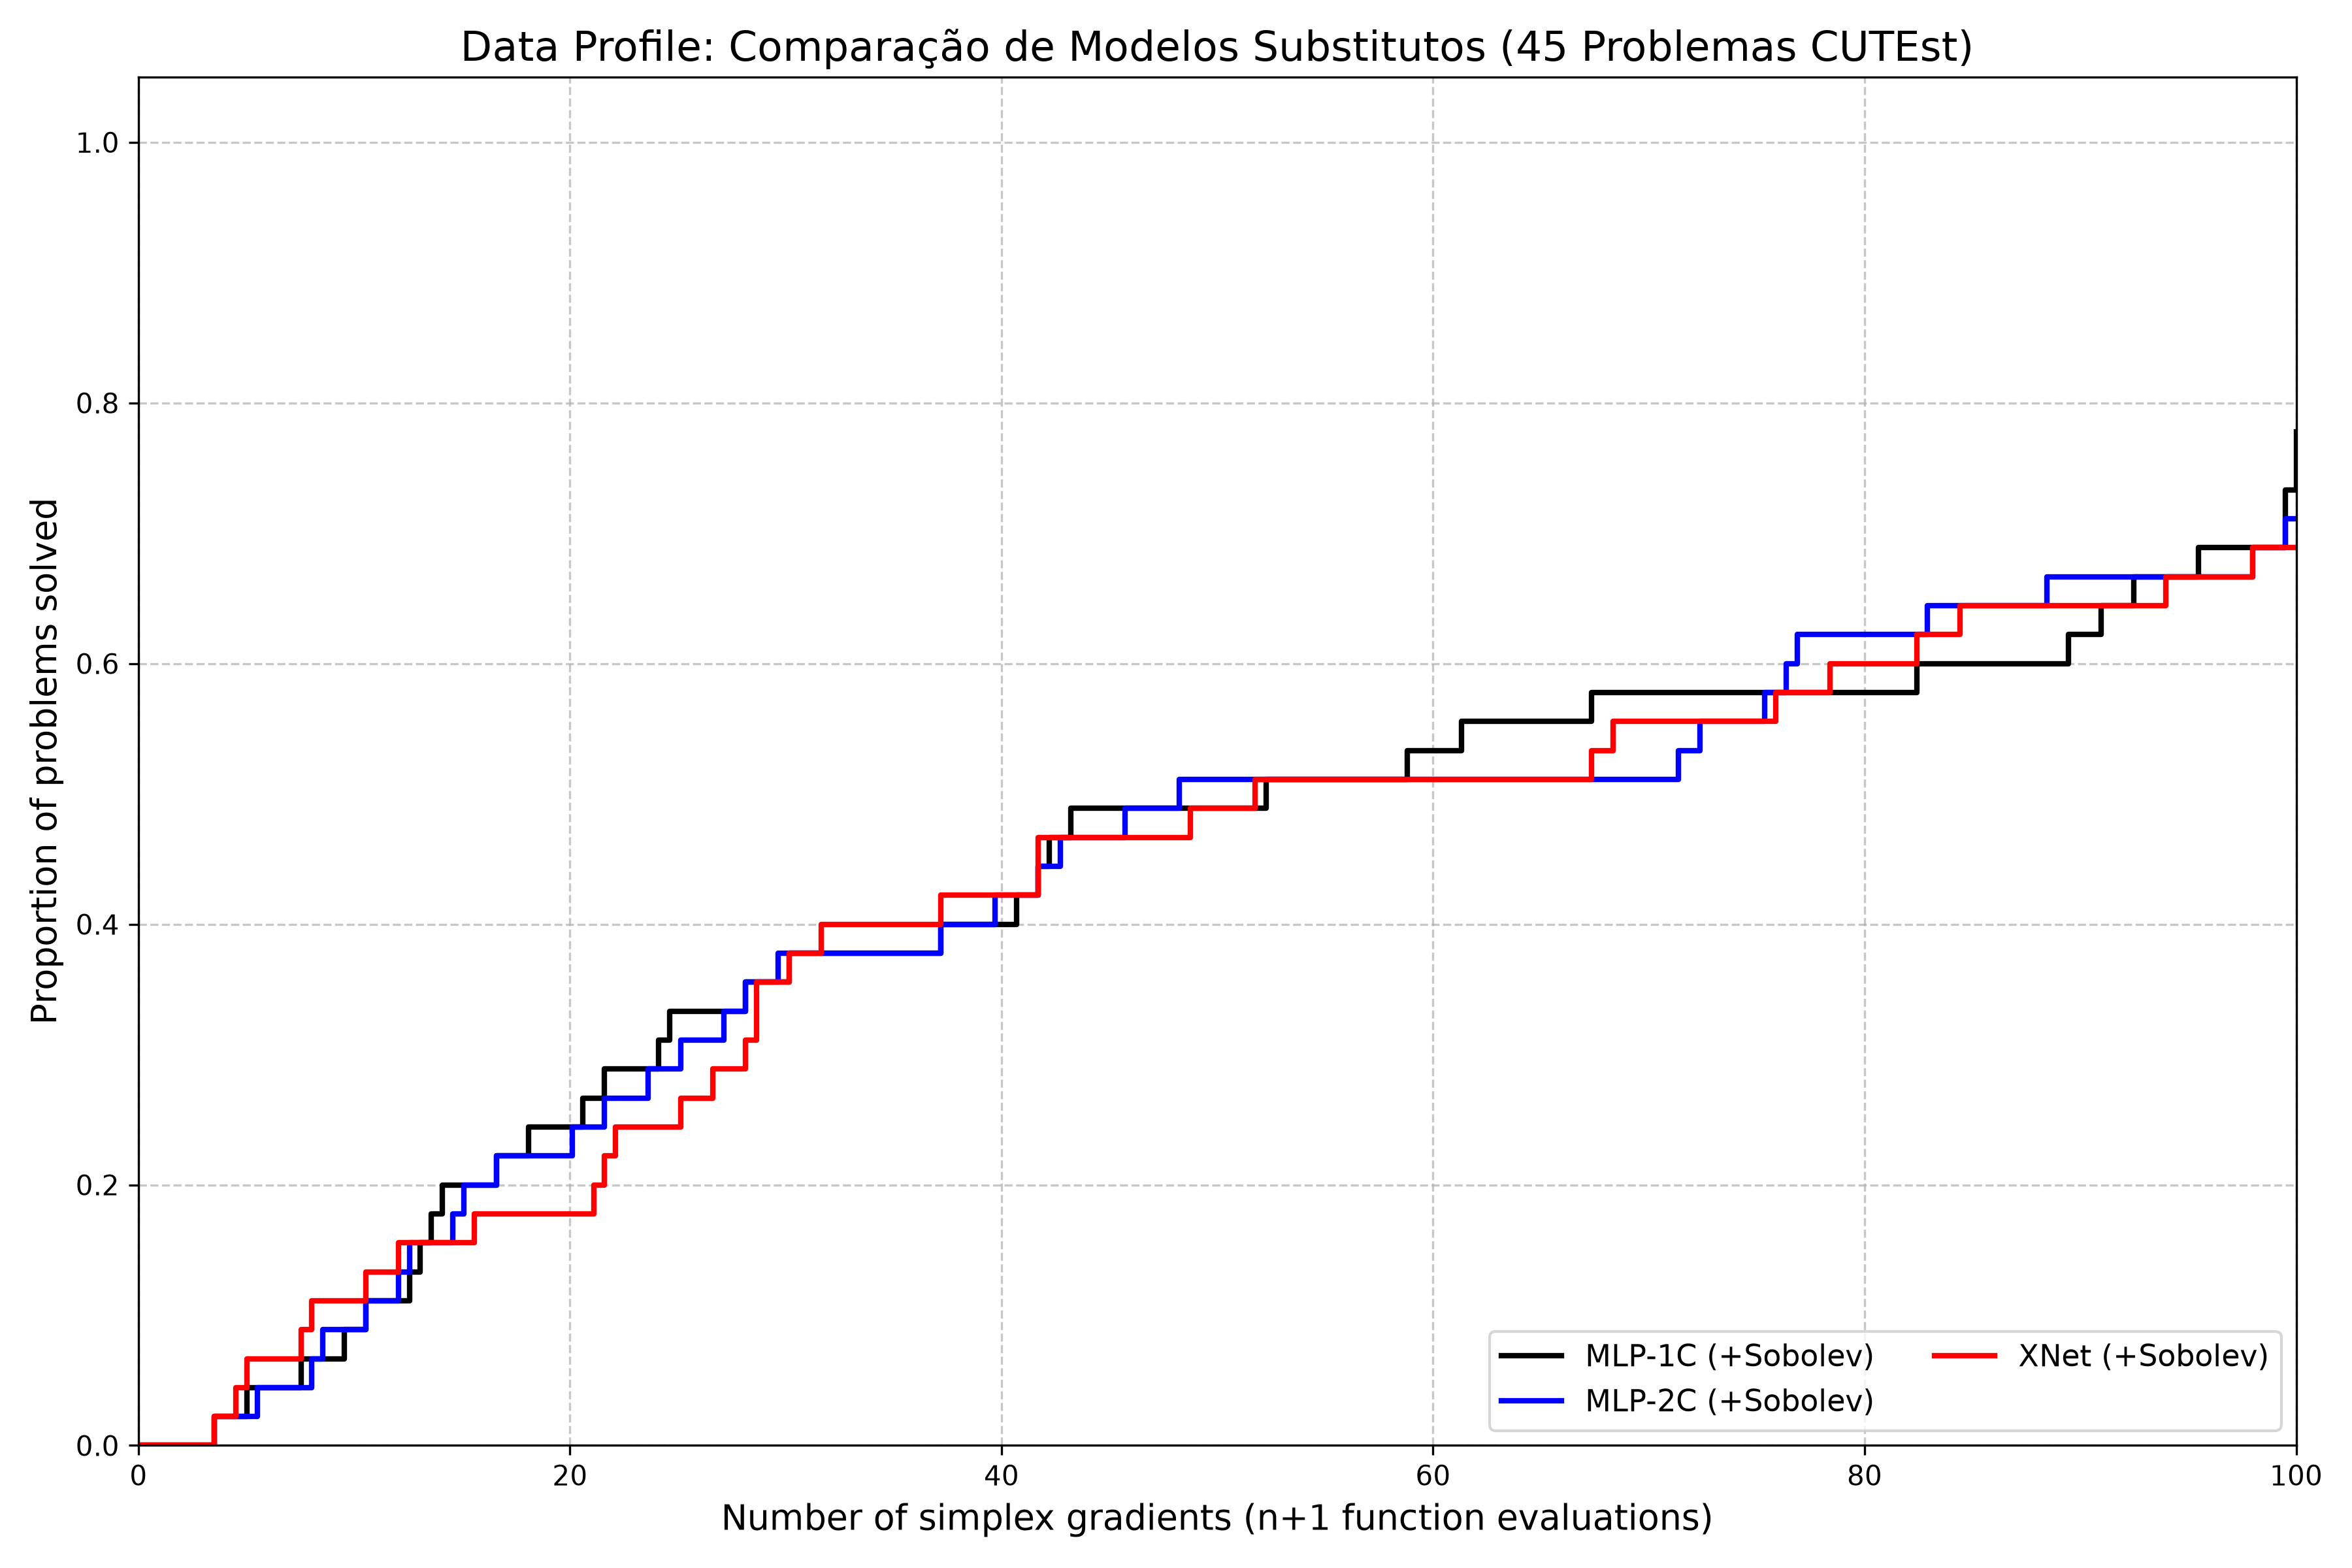 Data Profile: Comparação de Modelos Substitutos (45 Problemas CUTEst)
Proportion of problems solved
1.0
0.8
0.6
0.4
0.2
0.0
0 20 40 60 80 100
Number of simplex gradients (n+1 function evaluations)
MLP-1C (+Sobolev) XNet (+Sobolev)
MLP-2C (+Sobolev)